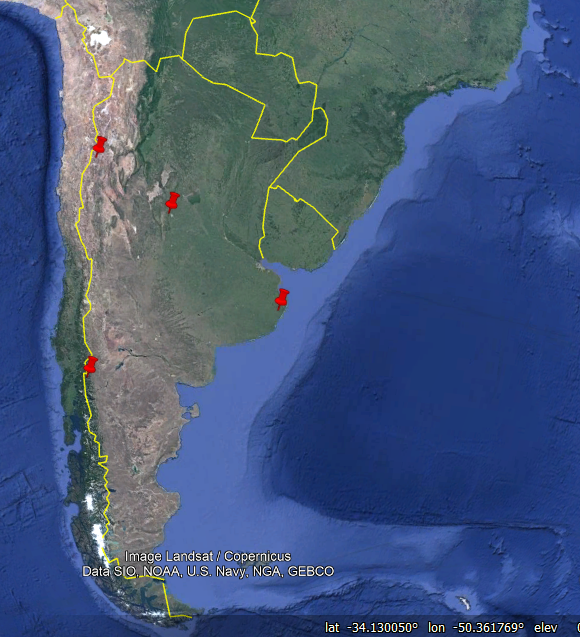 Image Landsat / Copernicus
Data SIO, NOAA, U.S. Navy, NGA, GEBCO
lat -34.130050° lon -50.361769° elev